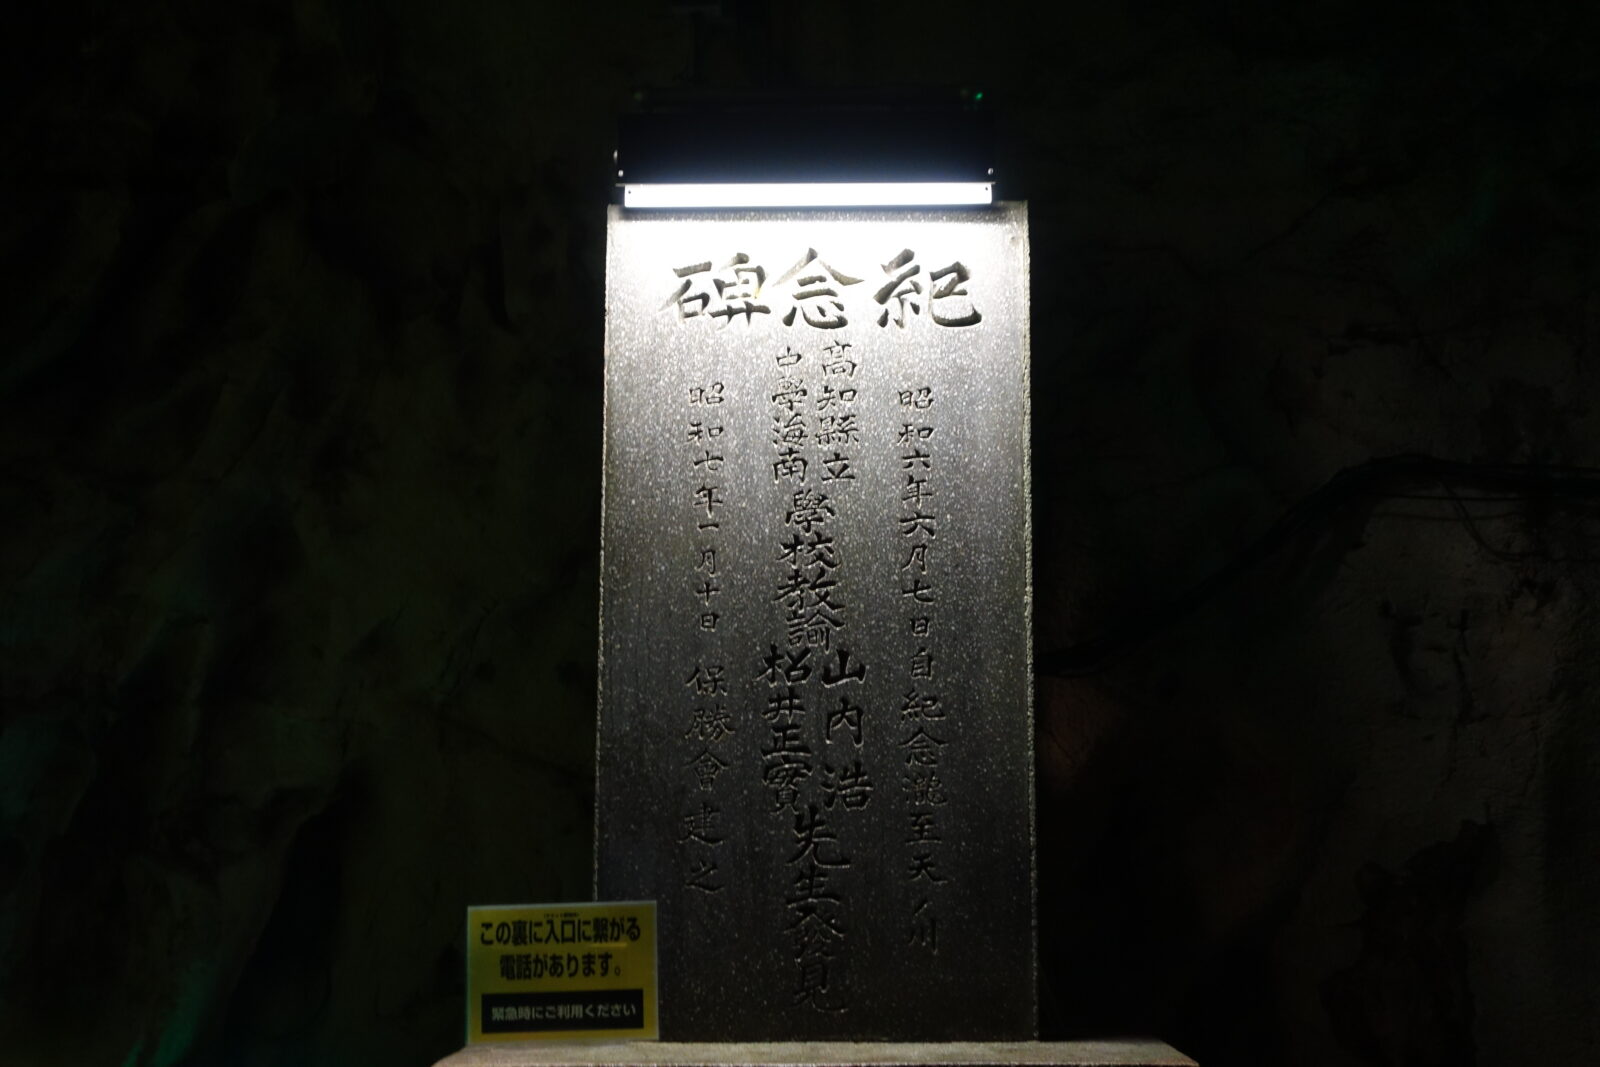 紀念碑
昭和六年六月七日自紀念瀧至天ノ川
高知縣立
中學海南
學校教諭
山内浩
松井正實
先生發見
昭和七年一月十日 保勝會建之
この裏に入口に繋がる
電話があります。
緊急時にご利用ください